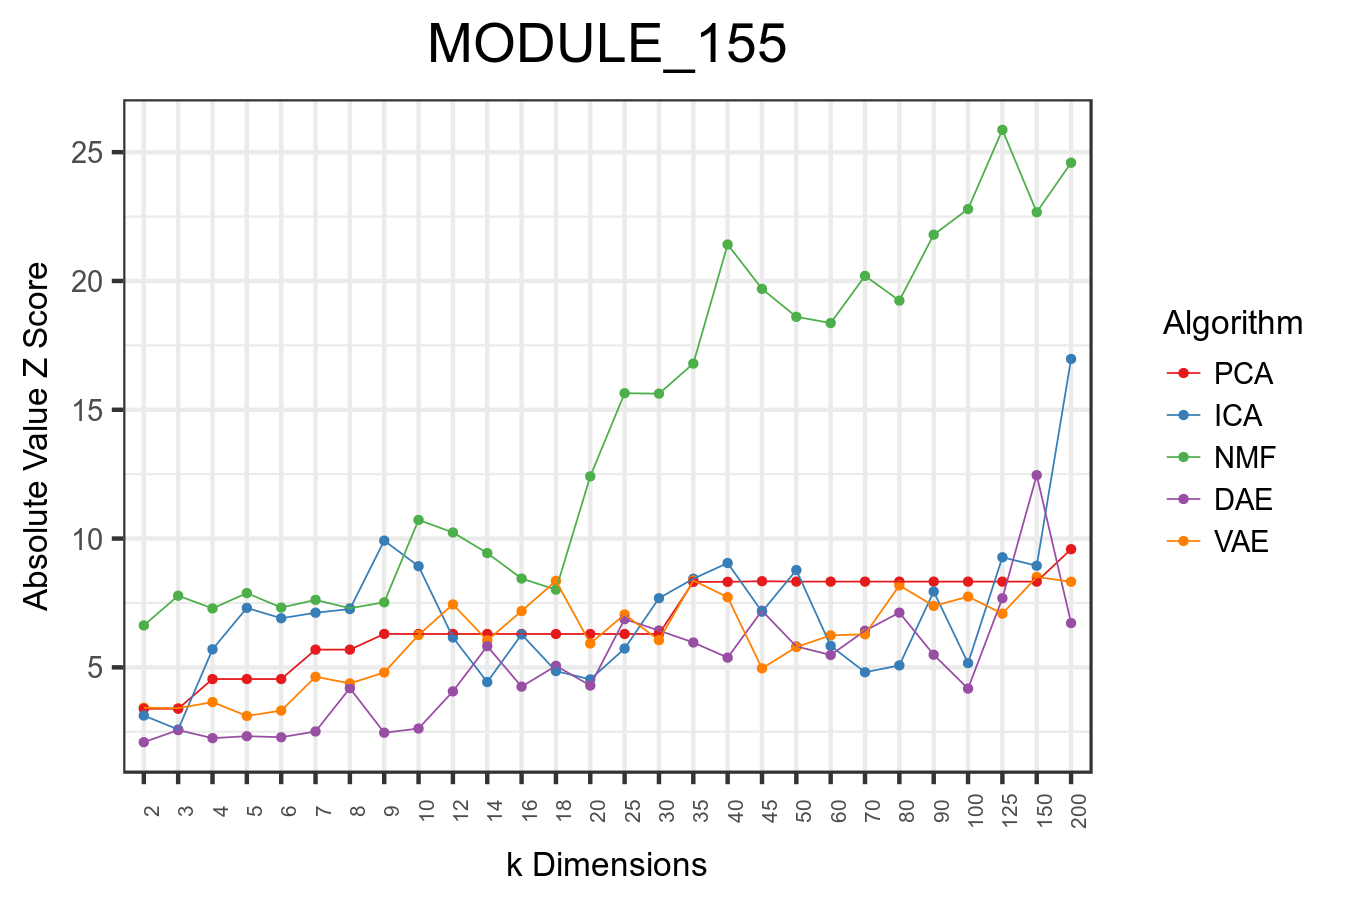 MODULE_155
25
20
15
10
5
Absolute Value Z Score
2 3 4 5 6 7 8 9 10 12 14 16 18 20 25 30 35 40 45 50 60 70 80 90 100 125 150 200
k Dimensions
Algorithm
PCA
ICA
NMF
DAE
VAE